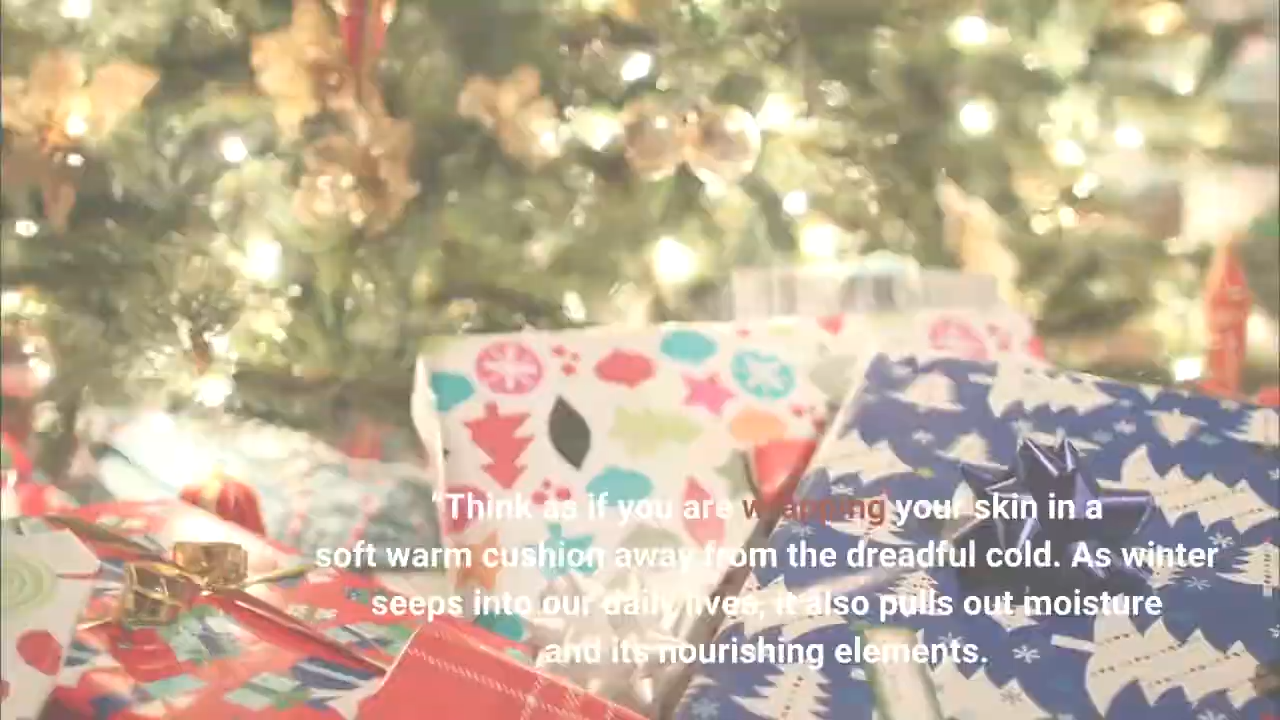 “Think as if you are wrapping your skin in a
soft warm cushion away from the dreadful cold. As winter
seeps into our daily lives, it also pulls out moisture
and its nourishing elements.